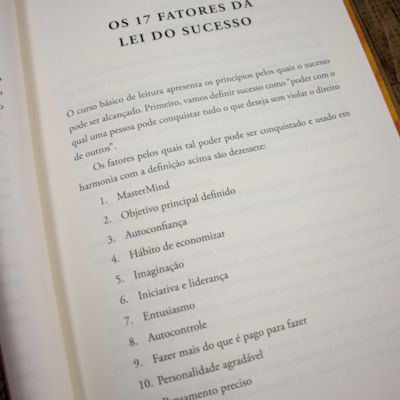 OS 17 FATORES DA
LEI DO SUCESSO
O curso básico de leitura apresenta os princípios pelos quais o sucesso
pode ser alcançado. Primeiro, vamos definir sucesso como "poder com o
qual uma pessoa pode conquistar tudo o que deseja sem violar o direito
de outros".
Os fatores pelos quais tal poder pode ser conquistado e usado em
harmonia com a definição acima são dezessete:
1. MasterMind
2. Objetivo principal definido
3. Autoconfiança
4. Hábito de economizar
5. Imaginação
6. Iniciativa e liderança
7. Entusiasmo
8. Autocontrole
9. Fazer mais do que é pago para fazer
10. Personalidade agradável
Pensamento preciso